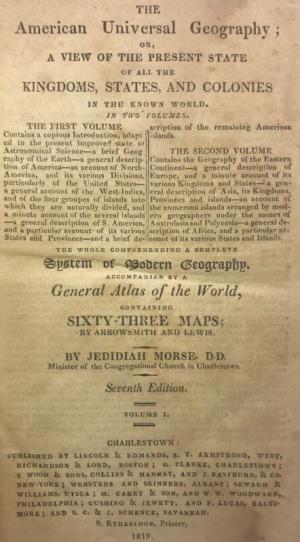 THE
American Universal Geography;
OR,
A VIEW OF THE PRESENT STATE
OF ALL THE
KINGDOMS, STATES, AND COLONIES
IN THE KNOWN WORLD.
IN TWO VOLUMES.
THE FIRST VOLUME
Contains a copious Introduction, adapt
ed to the present improved state of
Astronomical Science—a brief Geog
raphy of the Earth—a general descrip-
tion of America—an account of North-
America, and its various Divisions,
particularly of the United States—
a general account of the West-Indies,
and of the four groups of islands into
which they are naturally divided, and
a minute account of the several islands
—a general description of S. America,
and a particular account of its various
States and Provinces—and a brief de-
scription of the remaining American
islands.
THE SECOND VOLUME
Contains the Geography of the Eastern
Continent—a general description of
Europe, and a minute account of its
various Kingdoms and States—a gen-
eral description of Asia, its Kingdoms,
Provinces and islands—an account of
the numerous islands arranged by mod-
ern geographers under the names of
Australasia and Polynesia—a general de-
scription of Africa, and a particular ac-
count of its various States and Islands.
THE WHOLE COMPREHENDING A COMPLETE
System of Modern Geography.
ACCOMPANIED BY A
General Atlas of the World,
CONTAINING
SIXTY-THREE MAPS;
BY ARROWSMITH AND LEWIS.
BY JEDIDIAH MORSE, D.D.
Minister of the Congregational Church in Charlestown
Seventh Edition.
VOLUME I.
CHARLESTOWN:
PUBLISHED BY LINCOLN & EDMANDS, S. T. ARMSTRONG, WEST,
RICHARDSON & LORD, BOSTON; G. CLARKE, CHARLESTOWN;
S WOOD & SONS, COLLINS & HANNAY, AND J. EASTBURN, & CO.
NEW-YORK; WEBSTERS AND SKINNERS, ALBANY; SEWARD &
WILLIAMS, UTICA; M. CAREY & SON, AND W. W. WOODWARD,
PHILADELPHIA; CUSHING & JEWETT, AND F. LUCAS, BALTI-
MORE; AND S. C. & J. SCHENCK, SAVANNAH.
S. ETHERIDGE, Printer,
1819.